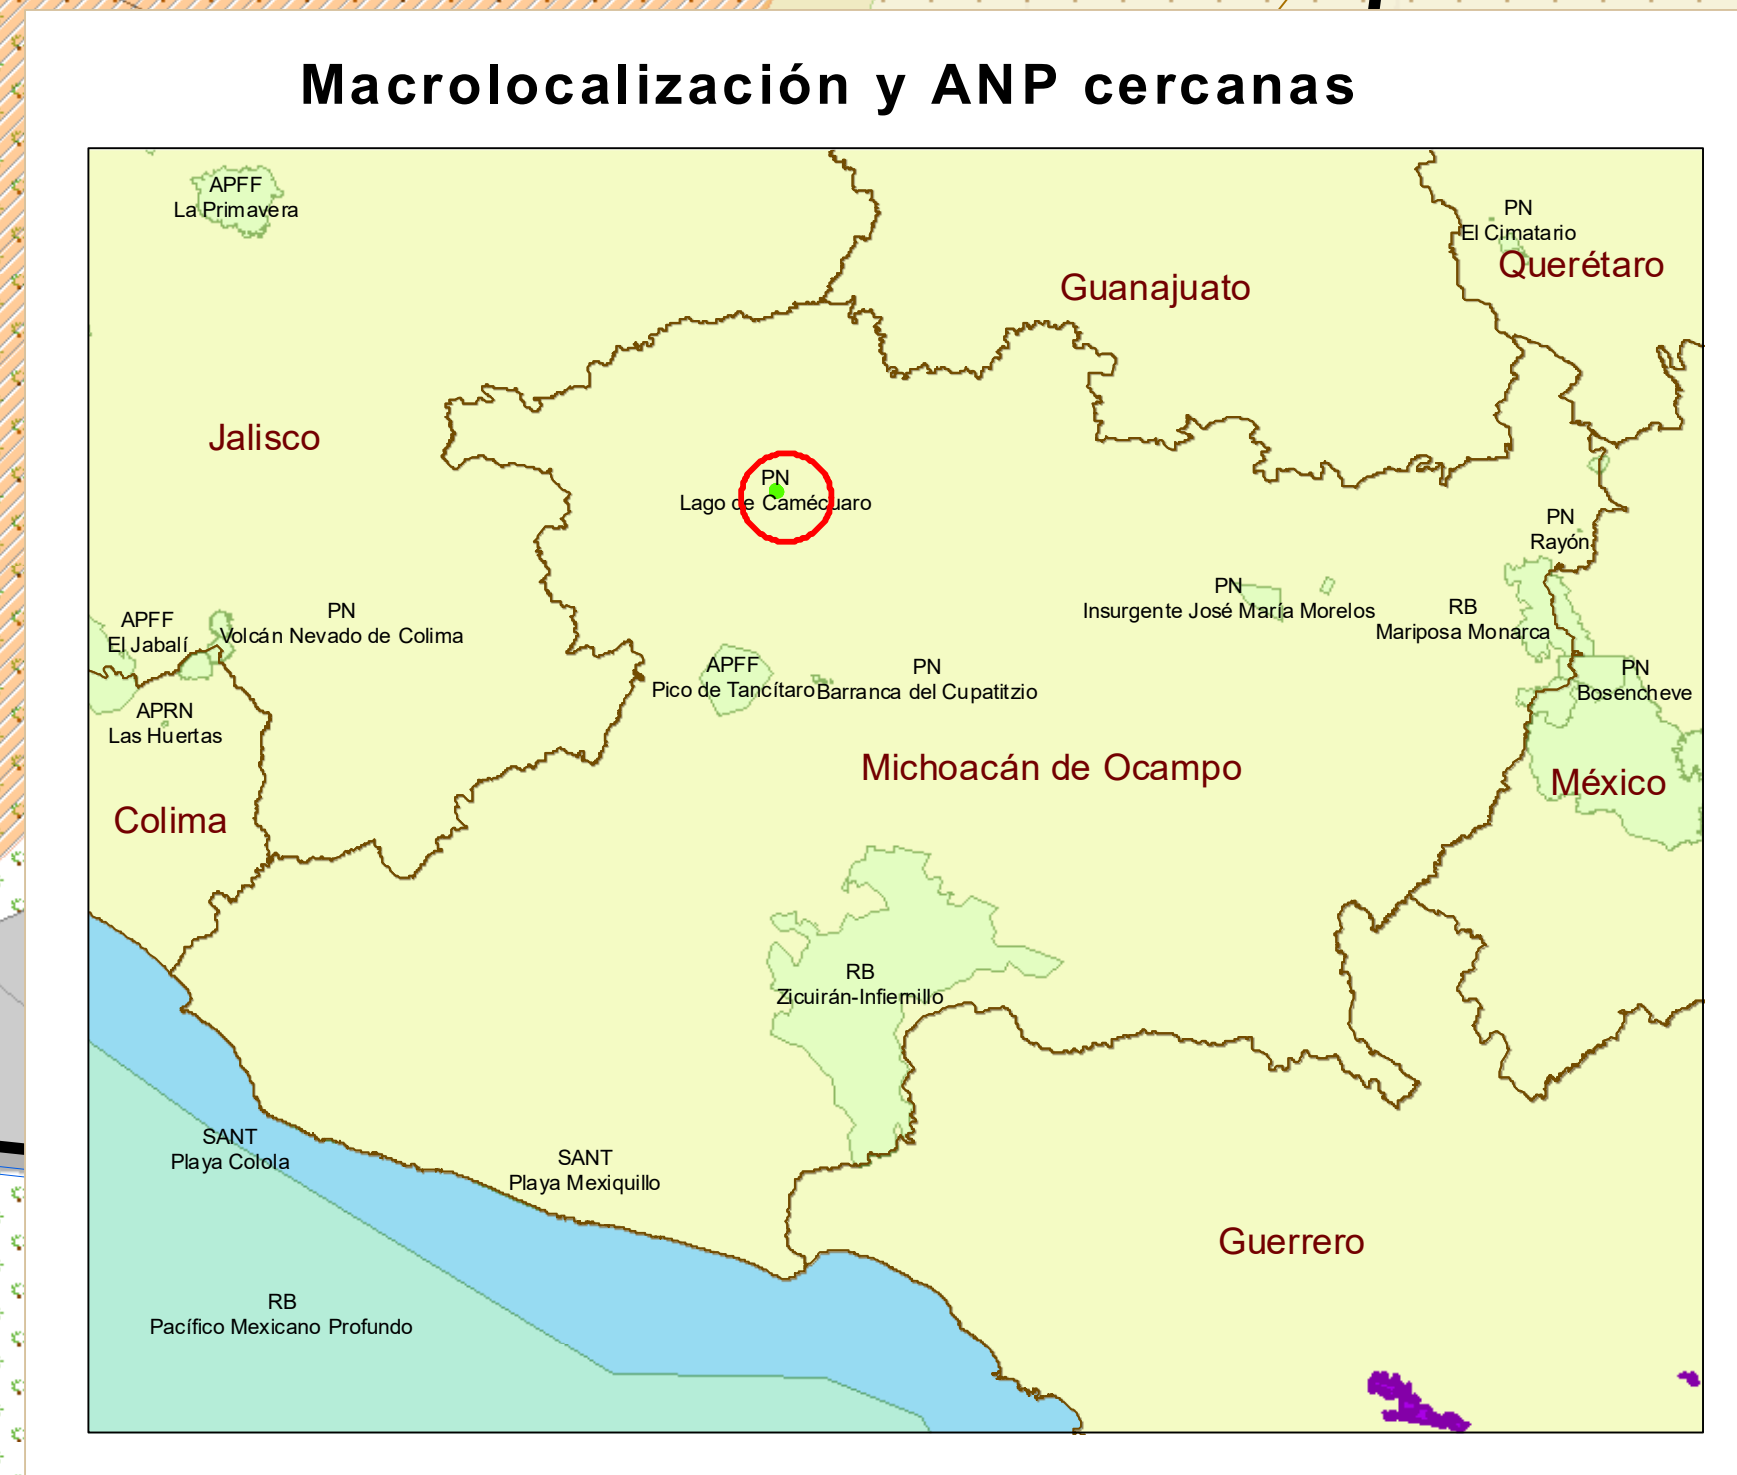 Macrolocalización y ANP cercanas
APFF
La Primavera
PN
El Cimatario
Querétaro
Guanajuato
Jalisco
PN
Lago de Camécuaro
PN
Rayón
PN
Insurgente José María Morelos
RB
Mariposa Monarca
APFF
El Jabalí
PN
Volcán Nevado de Colima
APFF
Pico de Tancítaro
PN
Barranca del Cupatitzio
PN
Bosencheve
APRN
Las Huertas
Michoacán de Ocampo
México
Colima
RB
Zicuirán-Infiernillo
SANT
Playa Colola
SANT
Playa Mexiquillo
Guerrero
RB
Pacífico Mexicano Profundo